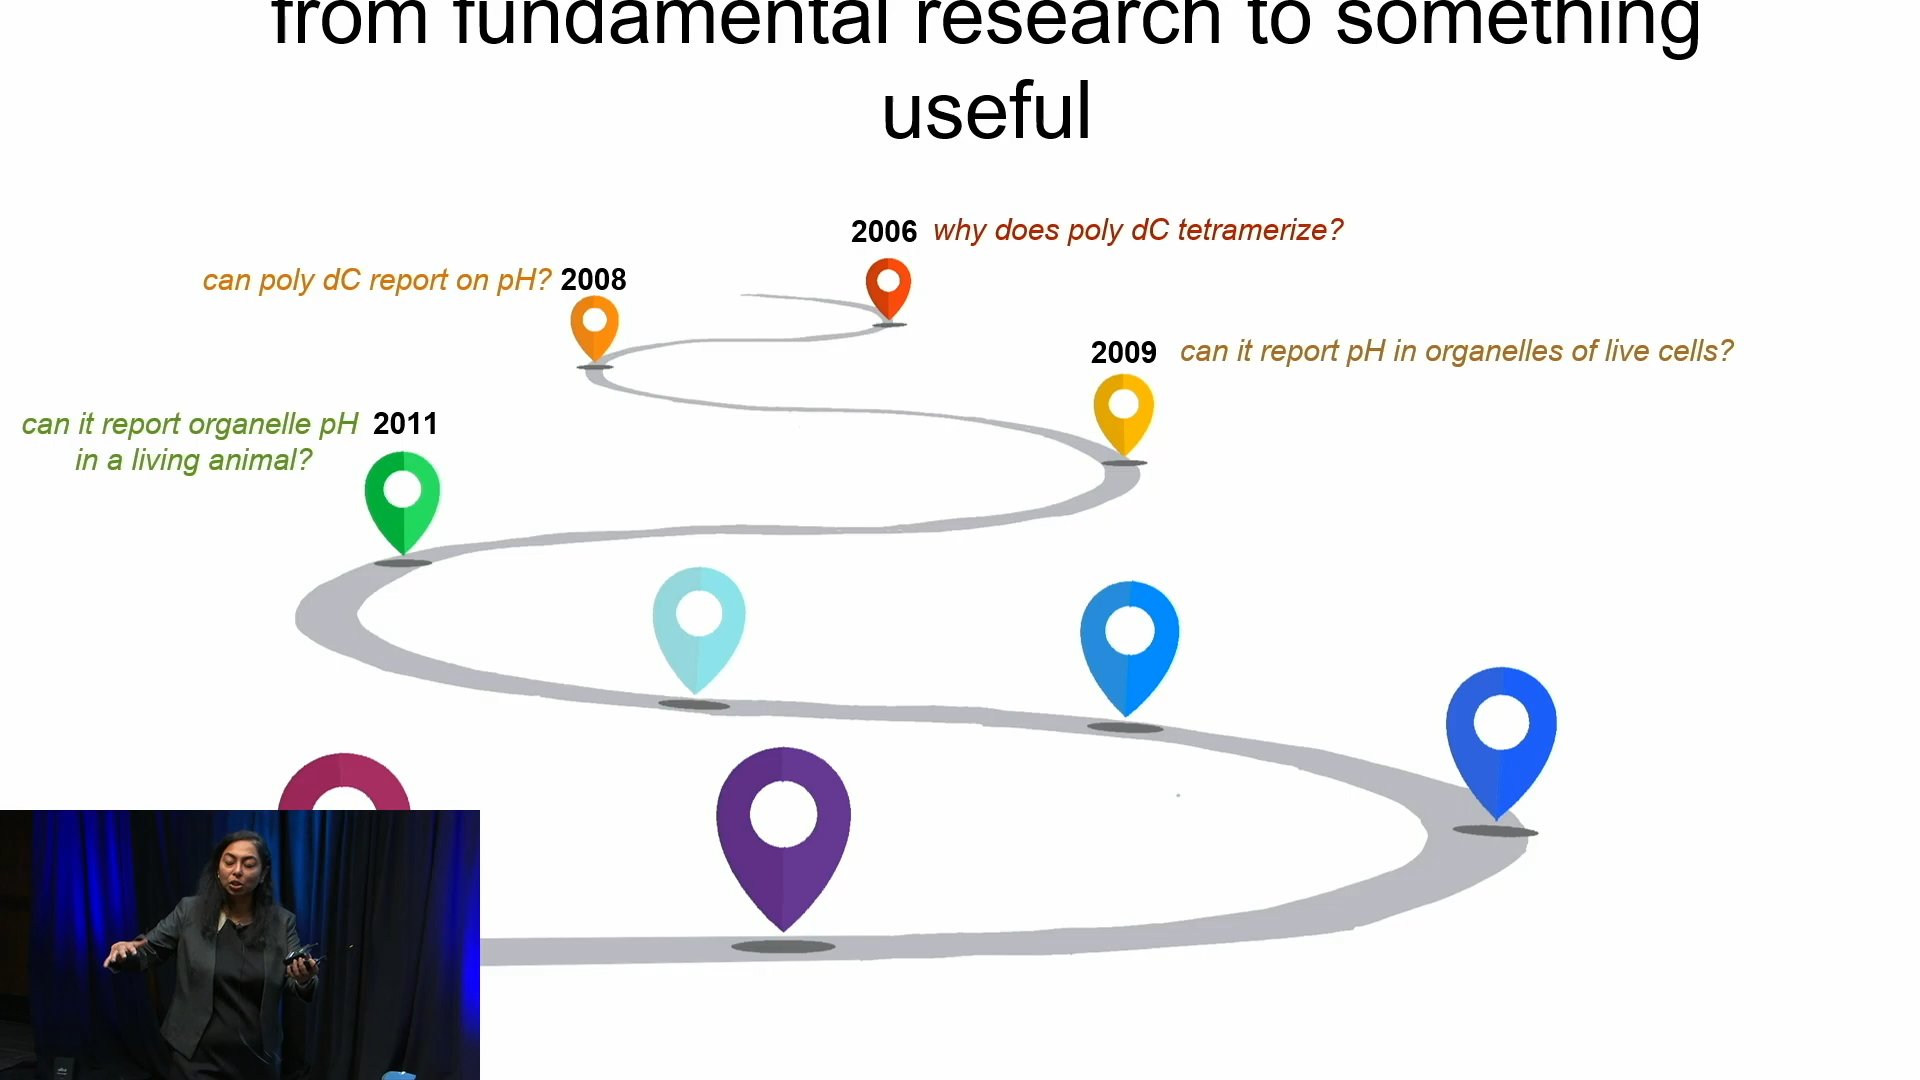 from fundamental research to something
useful
2006 why does poly dC tetramerize?
can poly dC report on pH? 2008
2009 can it report pH in organelles of live cells?
can it report organelle pH 2011
in a living animal?